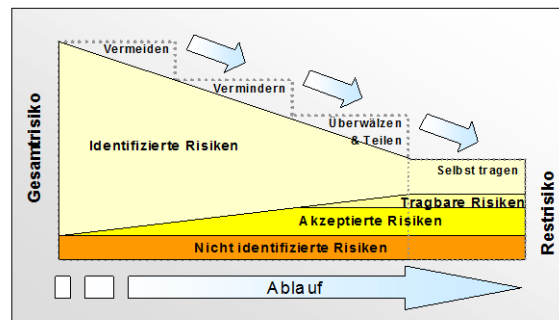 Vermeiden
Vermindern
Überwälzen
& Teilen
Gesamtrisiko
Identifizierte Risiken
Selbst tragen
Tragbare Risiken
Akzeptierte Risiken
Restrisiko
Nicht identifizierte Risiken
Ablauf